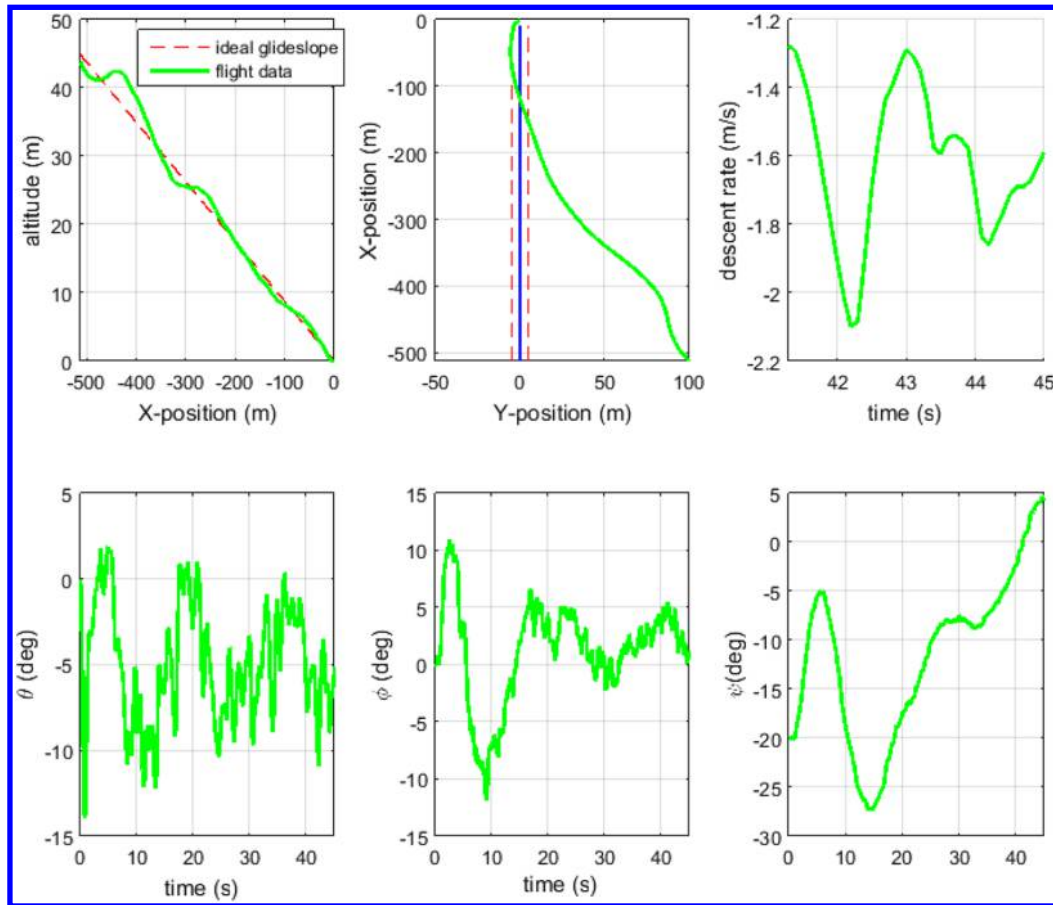 50
40
30
20
10
0
altitude (m)
-500 -400 -300 -200 -100 0
X-position (m)
ideal glideslope
flight data
0
-100
-200
-300
-400
-500
X-position (m)
-50 0 50 100
Y-position (m)
-1.2
-1.4
-1.6
-1.8
-2
-2.2
descent rate (m/s)
42 43 44 45
time (s)
5
0
-5
-10
-15
θ (deg)
0 10 20 30 40
time (s)
15
10
5
0
-5
-10
-15
ϕ (deg)
0 10 20 30 40
time (s)
5
0
-5
-10
-15
-20
-25
-30
ψ(deg)
0 10 20 30 40
time (s)